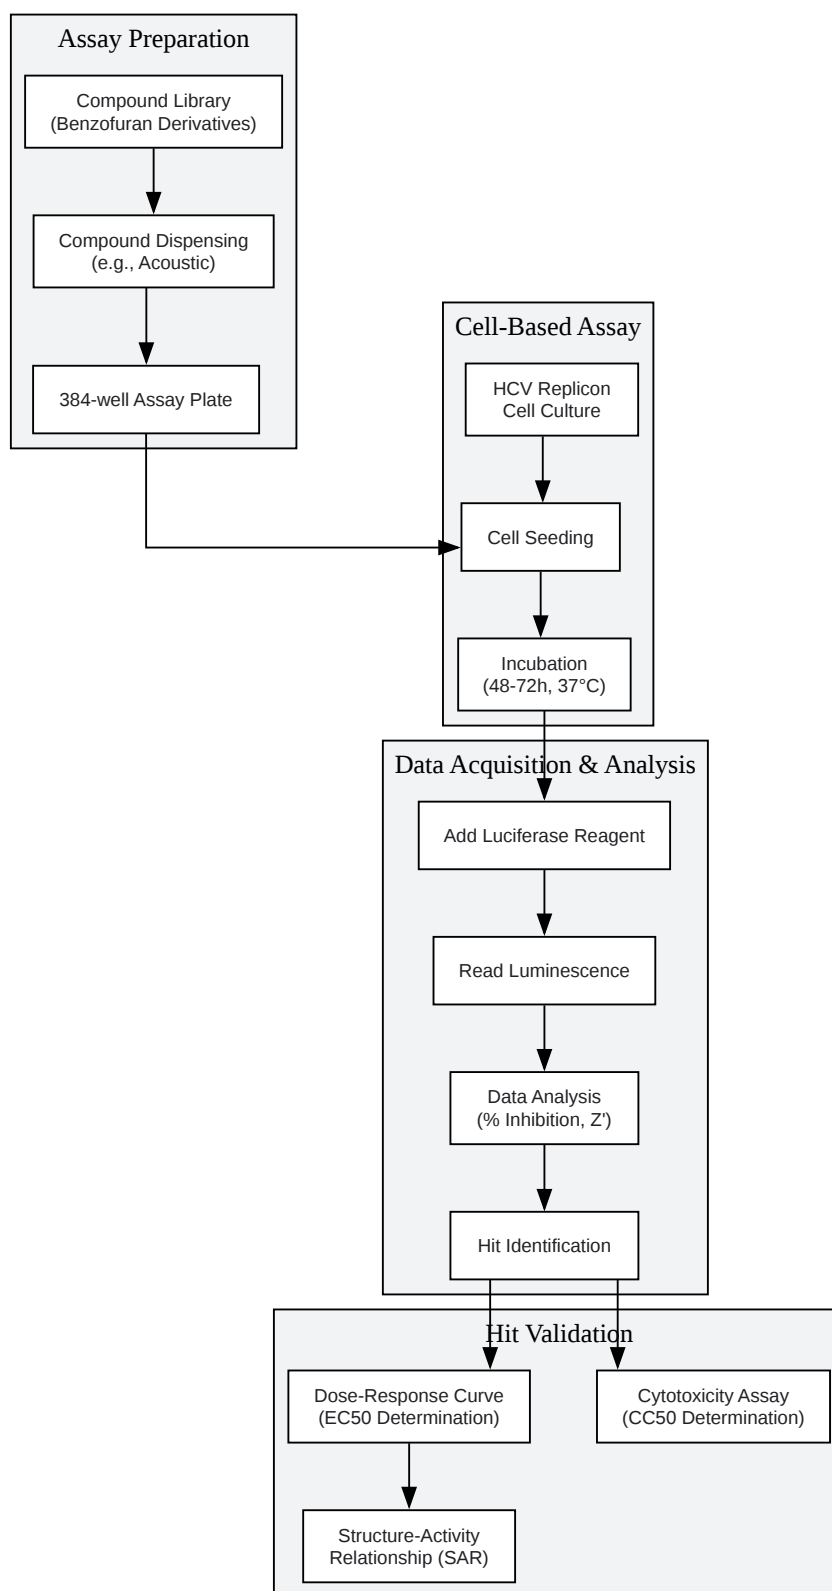 Assay Preparation
Compound Library
(Benzofuran Derivatives)
Compound Dispensing
(e.g., Acoustic)
384-well Assay Plate
Cell-Based Assay
HCV Replicon
Cell Culture
Cell Seeding
Incubation
(48-72h, 37°C)
Data Acquisition & Analysis
Add Luciferase Reagent
Read Luminescence
Data Analysis
(% Inhibition, Z')
Hit Identification
Hit Validation
Dose-Response Curve
(EC50 Determination)
Cytotoxicity Assay
(CC50 Determination)
Structure-Activity
Relationship (SAR)